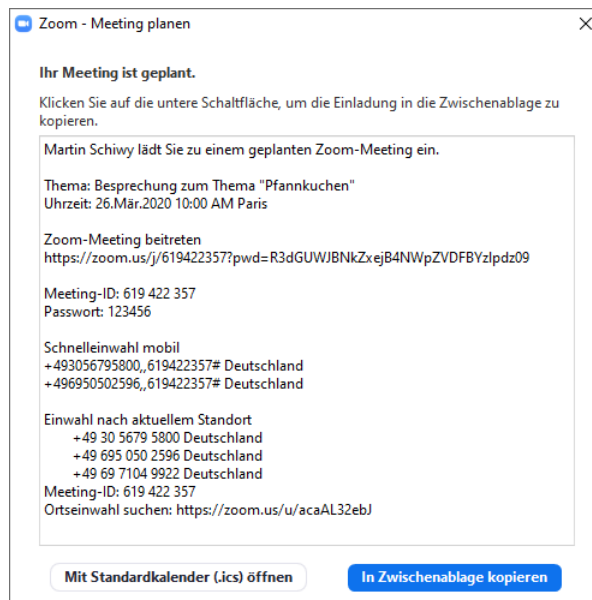 Zoom - Meeting planen
Ihr Meeting ist geplant.
Klicken Sie auf die untere Schaltfläche, um die Einladung in die Zwischenablage zu
kopieren.
Martin Schiwy lädt Sie zu einem geplanten Zoom-Meeting ein.
Thema: Besprechung zum Thema "Pfannkuchen"
Uhrzeit: 26.Mär.2020 10:00 AM Paris
Zoom-Meeting beitreten
https://zoom.us/j/619422357?pwd=R3dGUWJBNkZxejB4NWpZVDFBYzlpdz09
Meeting-ID: 619 422 357
Passwort: 123456
Schnelleinwahl mobil
+493056795800,,619422357# Deutschland
+496950502596,,619422357# Deutschland
Einwahl nach aktuellem Standort
+49 30 5679 5800 Deutschland
+49 695 050 2596 Deutschland
+49 69 7104 9922 Deutschland
Meeting-ID: 619 422 357
Ortseinwahl suchen: https://zoom.us/u/acaAL32ebJ
Mit Standardkalender (.ics) öffnen
In Zwischenablage kopieren